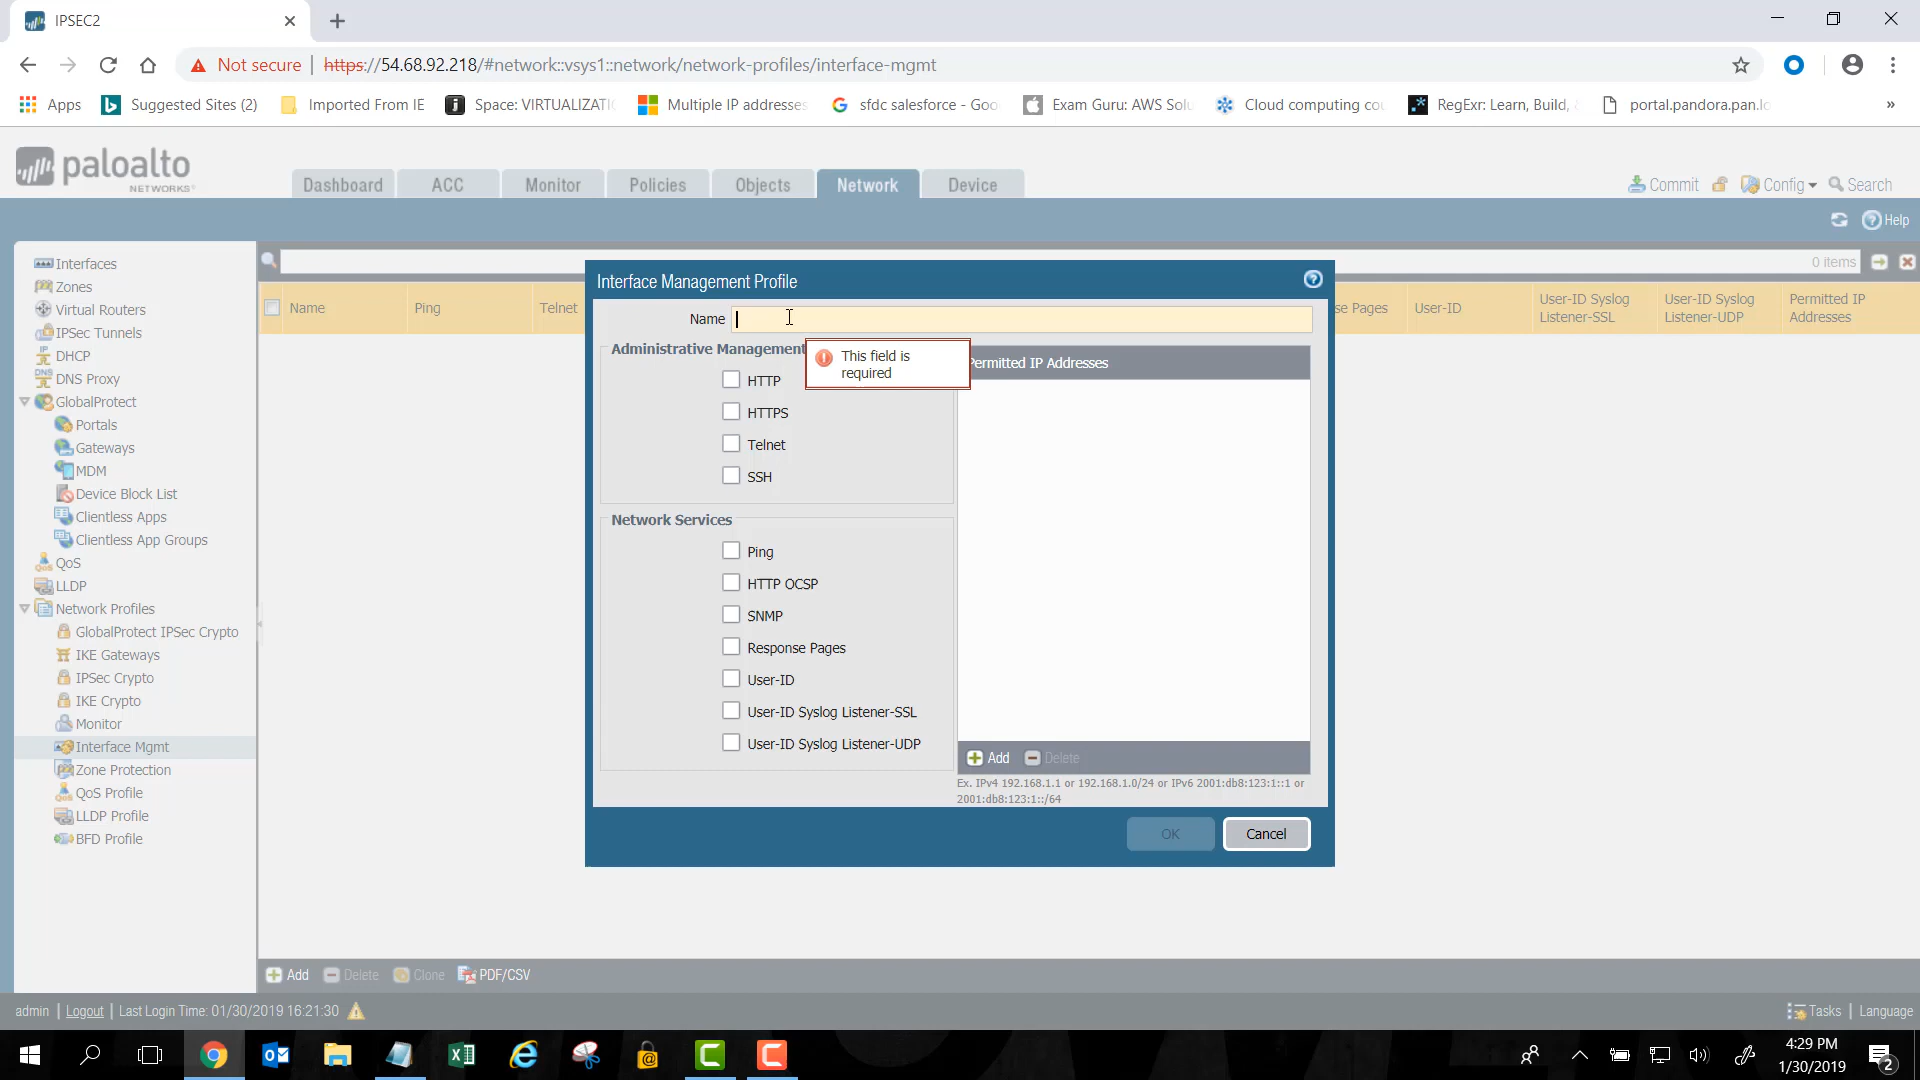 IPSEC2
Not secure | https://54.68.92.218/#network::vsys1::network/network-profiles/interface-mgmt
Apps Suggested Sites (2) Imported From IE Space: VIRTUALIZATI Multiple IP addresses sfdc salesforce - Goo Exam Guru: AWS Solu Cloud computing cou RegExr: Learn, Build, portal.pandora.pan.lo »
paloalto
NETWORKS
Dashboard ACC Monitor Policies Objects Network Device
Commit Config Search
Help
Interfaces
Zones
Virtual Routers
IPSec Tunnels
DHCP
DNS Proxy
GlobalProtect
Portals
Gateways
MDM
Device Block List
Clientless Apps
Clientless App Groups
QoS
LLDP
Network Profiles
GlobalProtect IPSec Crypto
IKE Gateways
IPSec Crypto
IKE Crypto
Monitor
Interface Mgmt
Zone Protection
QoS Profile
LLDP Profile
BFD Profile
0 items
Name Ping Telnet se Pages User-ID User-ID Syslog Listener-SSL User-ID Syslog Listener-UDP Permitted IP Addresses
Interface Management Profile
Name
Administrative Management
This field is required
HTTP
HTTPS
Telnet
SSH
Network Services
Ping
HTTP OCSP
SNMP
Response Pages
User-ID
User-ID Syslog Listener-SSL
User-ID Syslog Listener-UDP
Permitted IP Addresses
Add Delete
Ex. IPv4 192.168.1.1 or 192.168.1.0/24 or IPv6 2001:db8:123:1::1 or
2001:db8:123:1::/64
OK Cancel
Add Delete Clone PDF/CSV
admin | Logout | Last Login Time: 01/30/2019 16:21:30
Tasks | Language
4:29 PM
1/30/2019
2